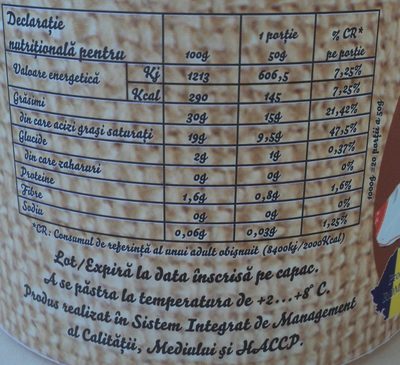 Declarație
nutritională pentru 100g 1 porție 50g % CR* pe porție
Valoare energetică Kj 1213 606,5 7,25%
Kcal 290 145 7,25%
Grăsimi 30g 15g 21,42%
din care acizi grași saturați 19g 9,5g 47,5%
Glucide 2g 1g 0,37%
din care zaharuri 0g 0g 0%
Proteine 1,6g 0,8g 1,6%
Fibre 0g 0g 0%
Sodiu 0,06g 0,03g 1,25%
*CR: Consumul de referință al unui adult obișnuit (8400kj/2000Kcal)
1000g = 20 porții a 50g
Lot/Expiră la data înscrisă pe capac.
A se păstra la temperatura de +2...+8° C.
Produs realizat în Sistem Integrat de Management
al Calității, Mediului și HACCP.